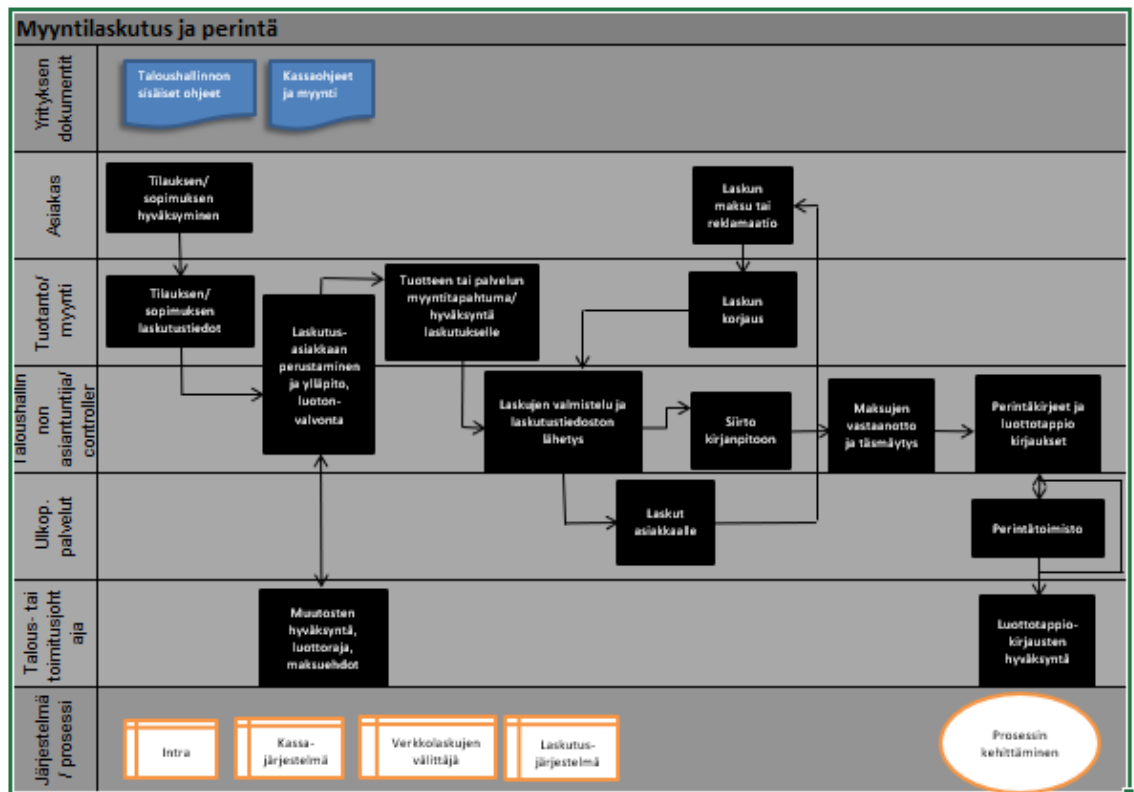 Myyntilaskutus ja perintä
Yrityksen
dokumentit
Taloushallinnon
sisäiset ohjeet
Kassaohjeet
ja myynti
Asiakas
Tilauksen/
sopimuksen
hyväksyminen
Laskun
maksu tai
reklamaatio
Tuotanto/
myynti
Tilauksen/
sopimuksen
laskutustiedot
Laskutus-
asiakkaan
perustaminen
ja ylläpito,
luoton-
valvonta
Tuotteen tai palvelun
myyntitapahtuma/
hyväksyntä
laskutukselle
Laskun
korjaus
Taloushallin
non
asiantuntija/
controller
Laskujen valmistelu ja
laskutustiedoston
lähetys
Siirto
kirjanpitoon
Maksujen
vastaanotto
ja täsmäytys
Perintäkirjeet ja
luottotappio
kirjaukset
Ulkop.
palvelut
Laskut
asiakkaalle
Perintätoimisto
Talous- tai
toimitusjoht
aja
Muutosten
hyväksyntä,
luottoraja,
maksuehdot
Luottotappio-
kirjausten
hyväksyntä
Järjestelmä
/ prosessi
Intra
Kassa-
järjestelmä
Verkkolaskujen
välittäjä
Laskutus-
järjestelmä
Prosessin
kehittäminen